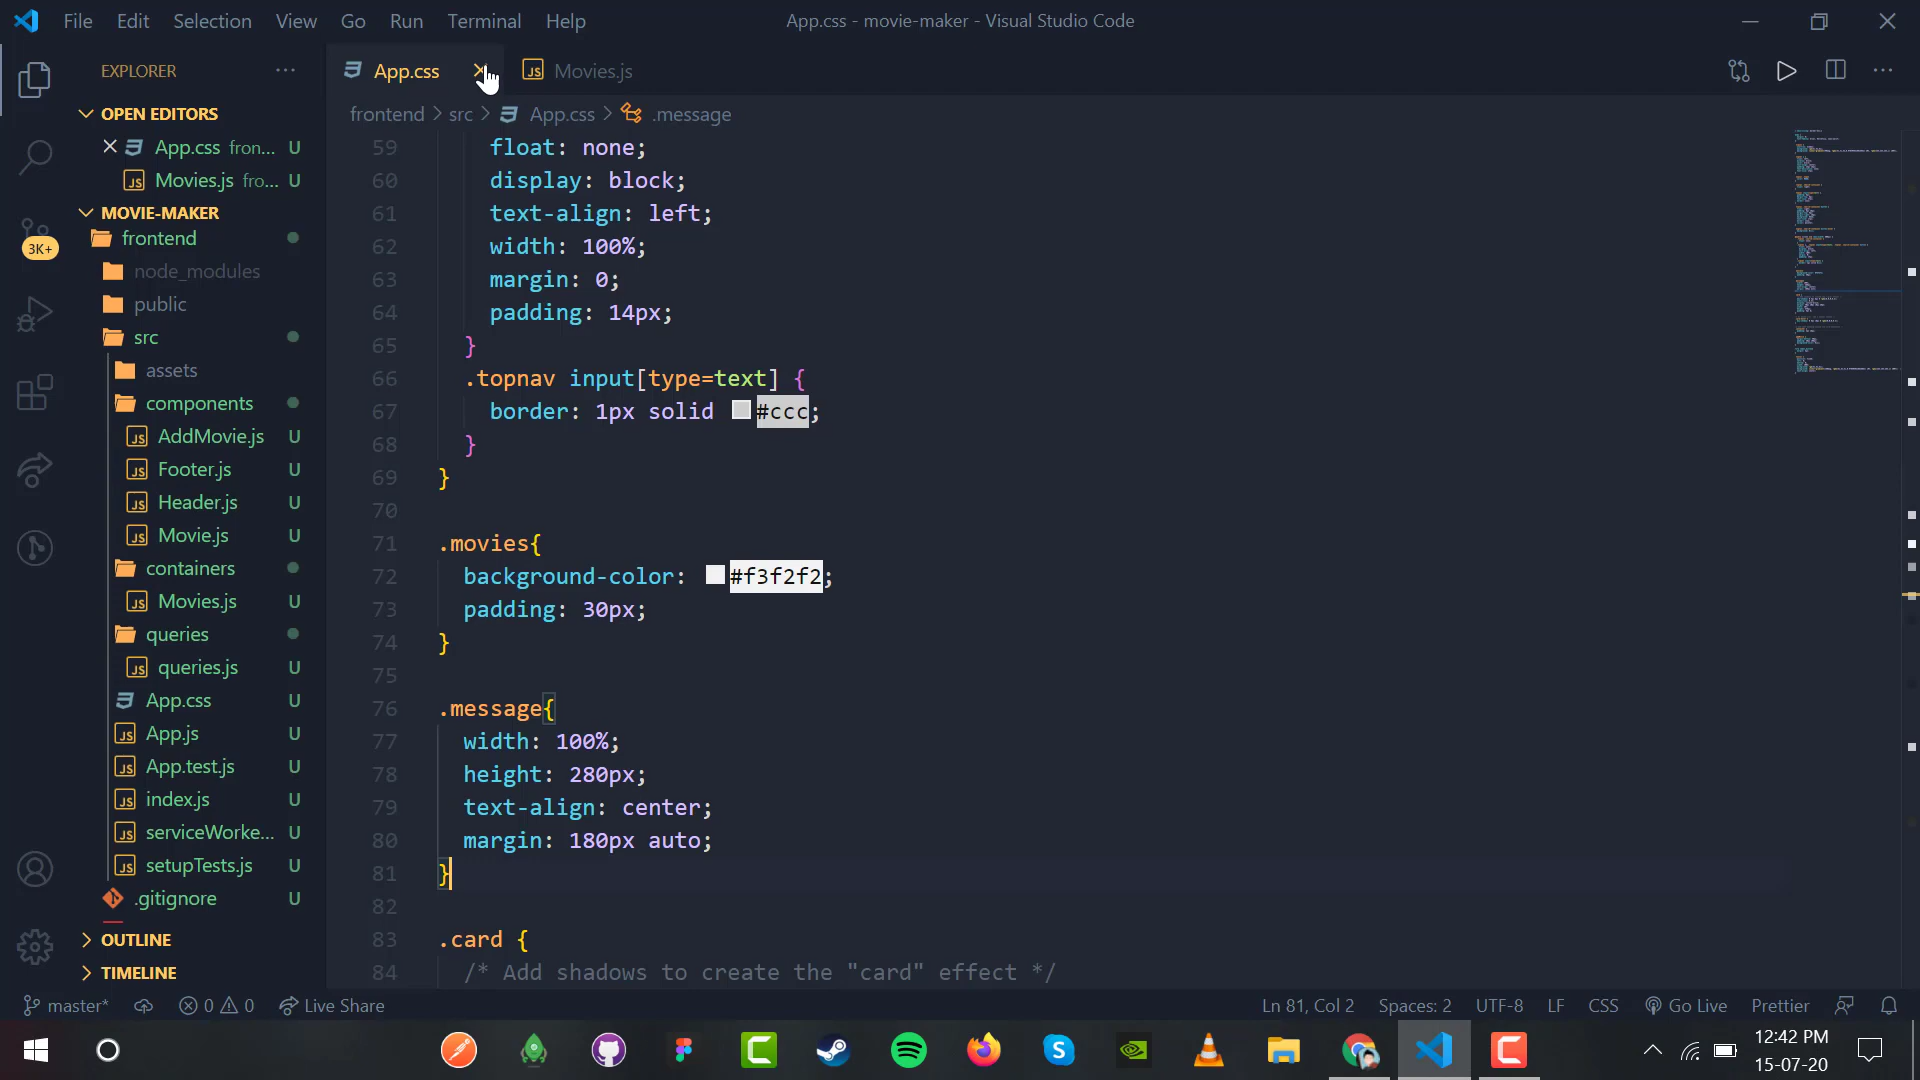 File Edit Selection View Go Run Terminal Help
App.css - movie-maker - Visual Studio Code
EXPLORER
OPEN EDITORS
App.css fron... U
Movies.js fro... U
MOVIE-MAKER
frontend
node_modules
public
src
assets
components
AddMovie.js U
Footer.js U
Header.js U
Movie.js U
containers
Movies.js U
queries
queries.js U
App.css U
App.js U
App.test.js U
index.js U
serviceWorke... U
setupTests.js U
.gitignore U
OUTLINE
TIMELINE
3K+
App.css
JS Movies.js
frontend > src > App.css > .message
59 float: none;
60 display: block;
61 text-align: left;
62 width: 100%;
63 margin: 0;
64 padding: 14px;
65 }
66 .topnav input[type=text] {
67 border: 1px solid #ccc;
68 }
69 }
70
71 .movies{
72 background-color: #f3f2f2;
73 padding: 30px;
74 }
75
76 .message{
77 width: 100%;
78 height: 280px;
79 text-align: center;
80 margin: 180px auto;
81 }
82
83 .card {
84 /* Add shadows to create the "card" effect */
master* 0 0 Live Share
Ln 81, Col 2 Spaces: 2 UTF-8 LF CSS Go Live Prettier
12:42 PM
15-07-20